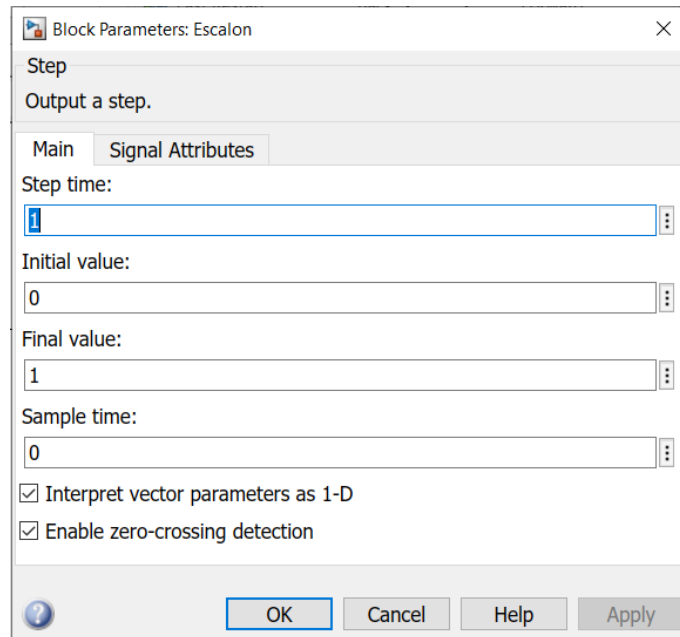 Block Parameters: Escalon
Step
Output a step.
Main Signal Attributes
Step time:
1
Initial value:
0
Final value:
1
Sample time:
0
Interpret vector parameters as 1-D
Enable zero-crossing detection
? OK Cancel Help Apply